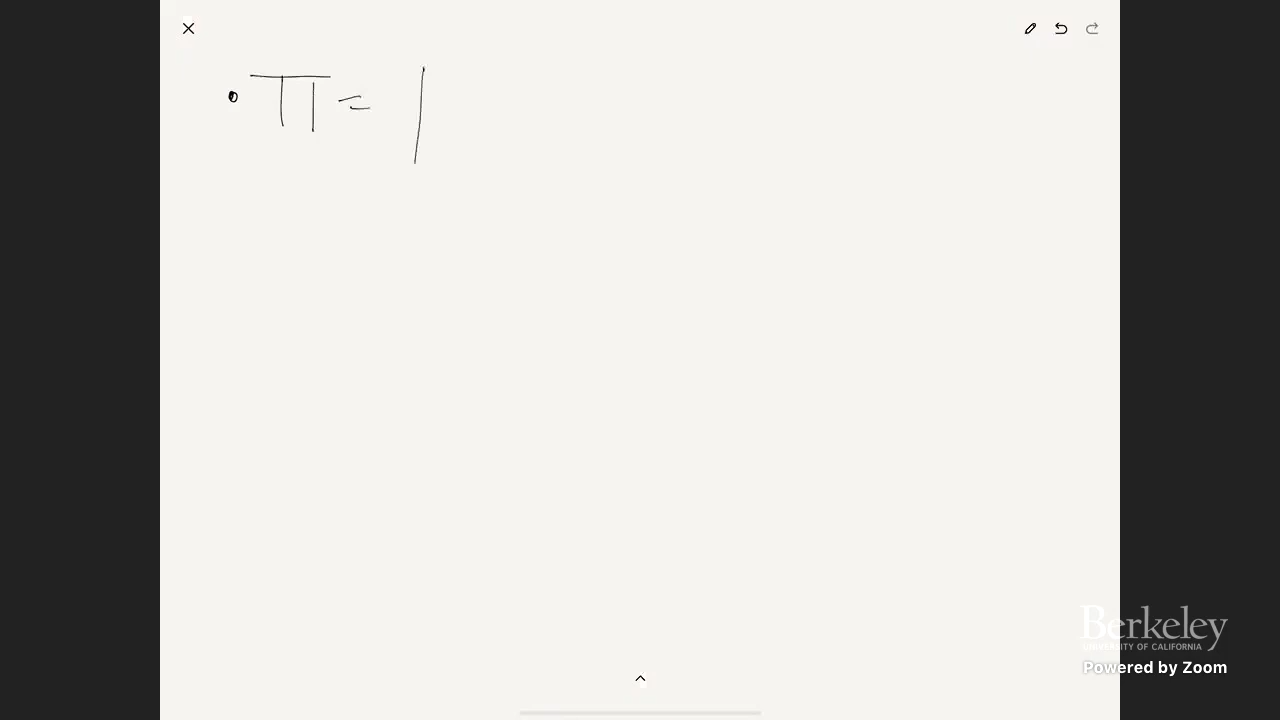 • Π = |
Berkeley
UNIVERSITY OF CALIFORNIA
Powered by Zoom